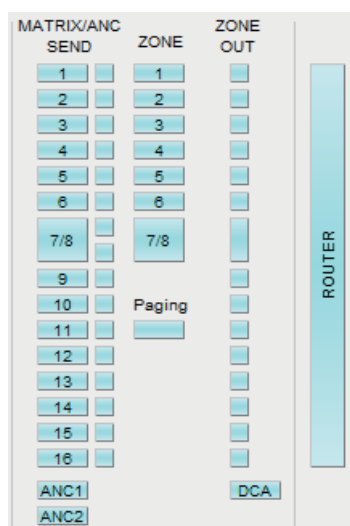 MATRIX/ANC
SEND
ZONE
ZONE
OUT
1 1
2 2
3 3
4 4
5 5
6 6
7/8 7/8
9
10 Paging
11
12
13
14
15
16
ANC1 DCA
ANC2
ROUTER